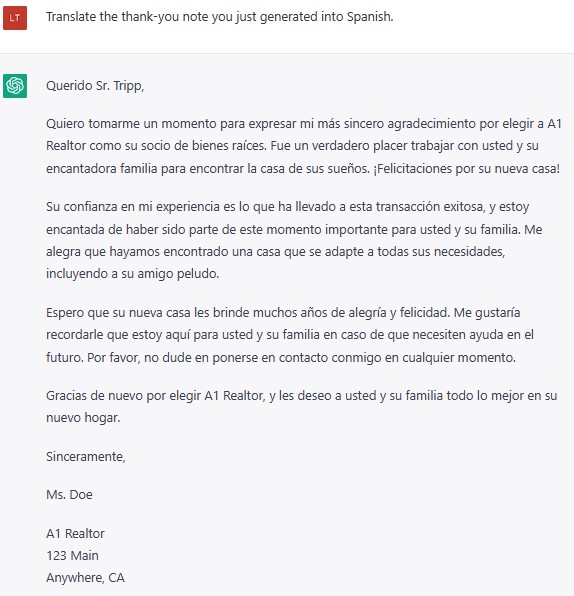 LT
Translate the thank-you note you just generated into Spanish.
Querido Sr. Tripp,
Quiero tomarme un momento para expresar mi más sincero agradecimiento por elegir a A1
Realtor como su socio de bienes raíces. Fue un verdadero placer trabajar con usted y su
encantadora familia para encontrar la casa de sus sueños. ¡Felicitaciones por su nueva casa!
Su confianza en mi experiencia es lo que ha llevado a esta transacción exitosa, y estoy
encantada de haber sido parte de este momento importante para usted y su familia. Me
alegra que hayamos encontrado una casa que se adapte a todas sus necesidades,
incluyendo a su amigo peludo.
Espero que su nueva casa les brinde muchos años de alegría y felicidad. Me gustaría
recordarle que estoy aquí para usted y su familia en caso de que necesiten ayuda en el
futuro. Por favor, no dude en ponerse en contacto conmigo en cualquier momento.
Gracias de nuevo por elegir A1 Realtor, y les deseo a usted y su familia todo lo mejor en su
nuevo hogar.
Sinceramente,
Ms. Doe
A1 Realtor
123 Main
Anywhere, CA